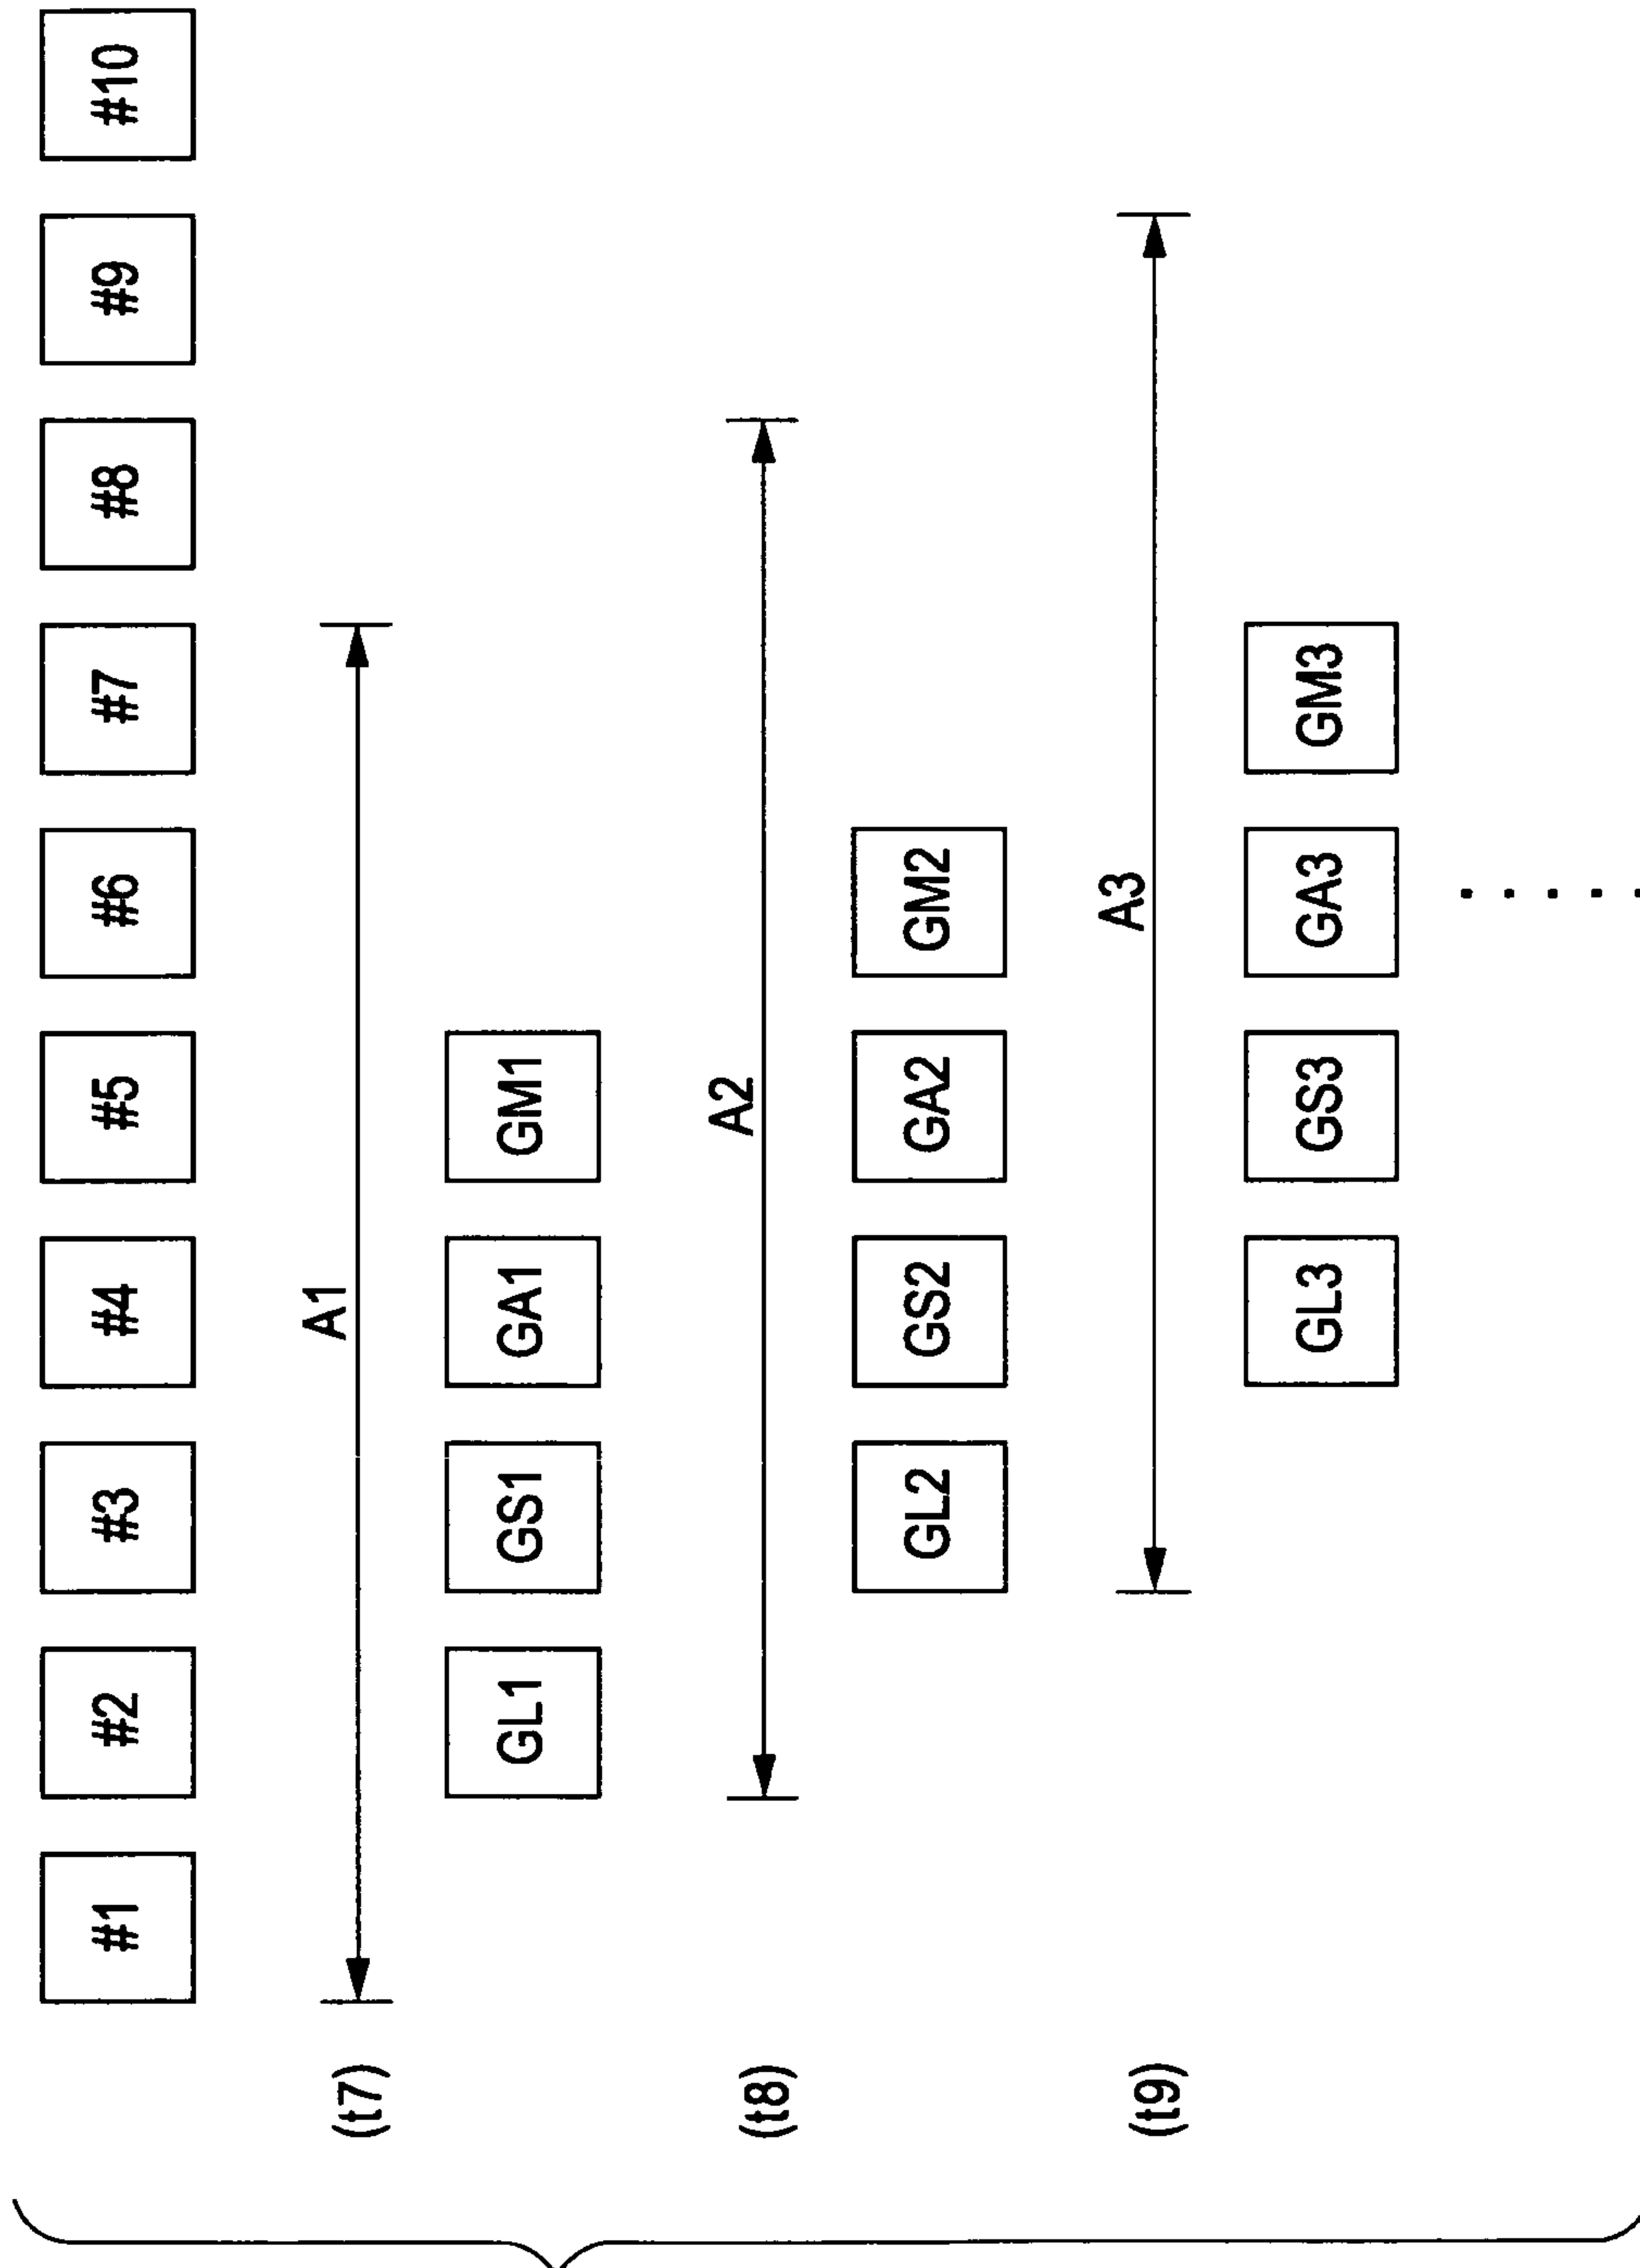 #1 #2 #3 #4 #5 #6 #7 #8 #9 #10
A1
(t7)
GL1 GS1 GA1 GM1
A2
(t8)
GL2 GS2 GA2 GM2
A3
(t9)
GL3 GS3 GA3 GM3
.....